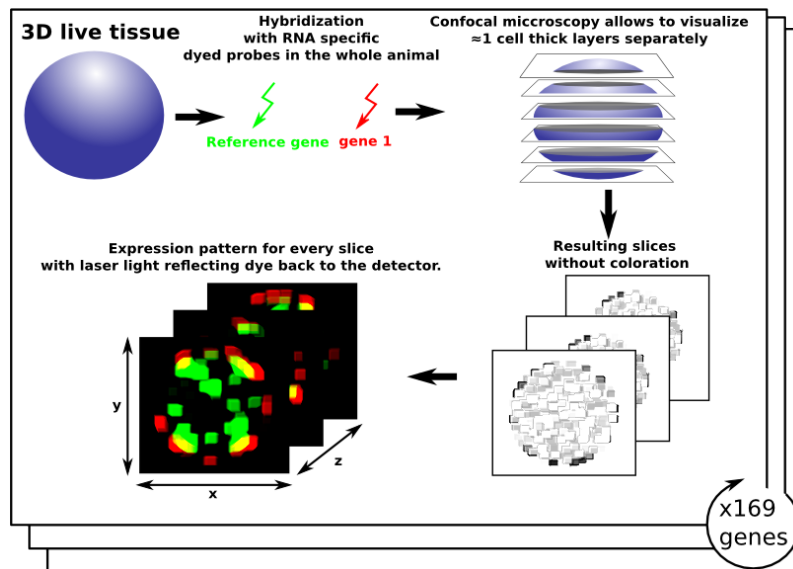 3D live tissue
Hybridization
with RNA specific
dyed probes in the whole animal
Reference gene
gene 1
Confocal miccroscopy allows to visualize
≈1 cell thick layers separately
Resulting slices
without coloration
Expression pattern for every slice
with laser light reflecting dye back to the detector.
y
x
z
x169
genes